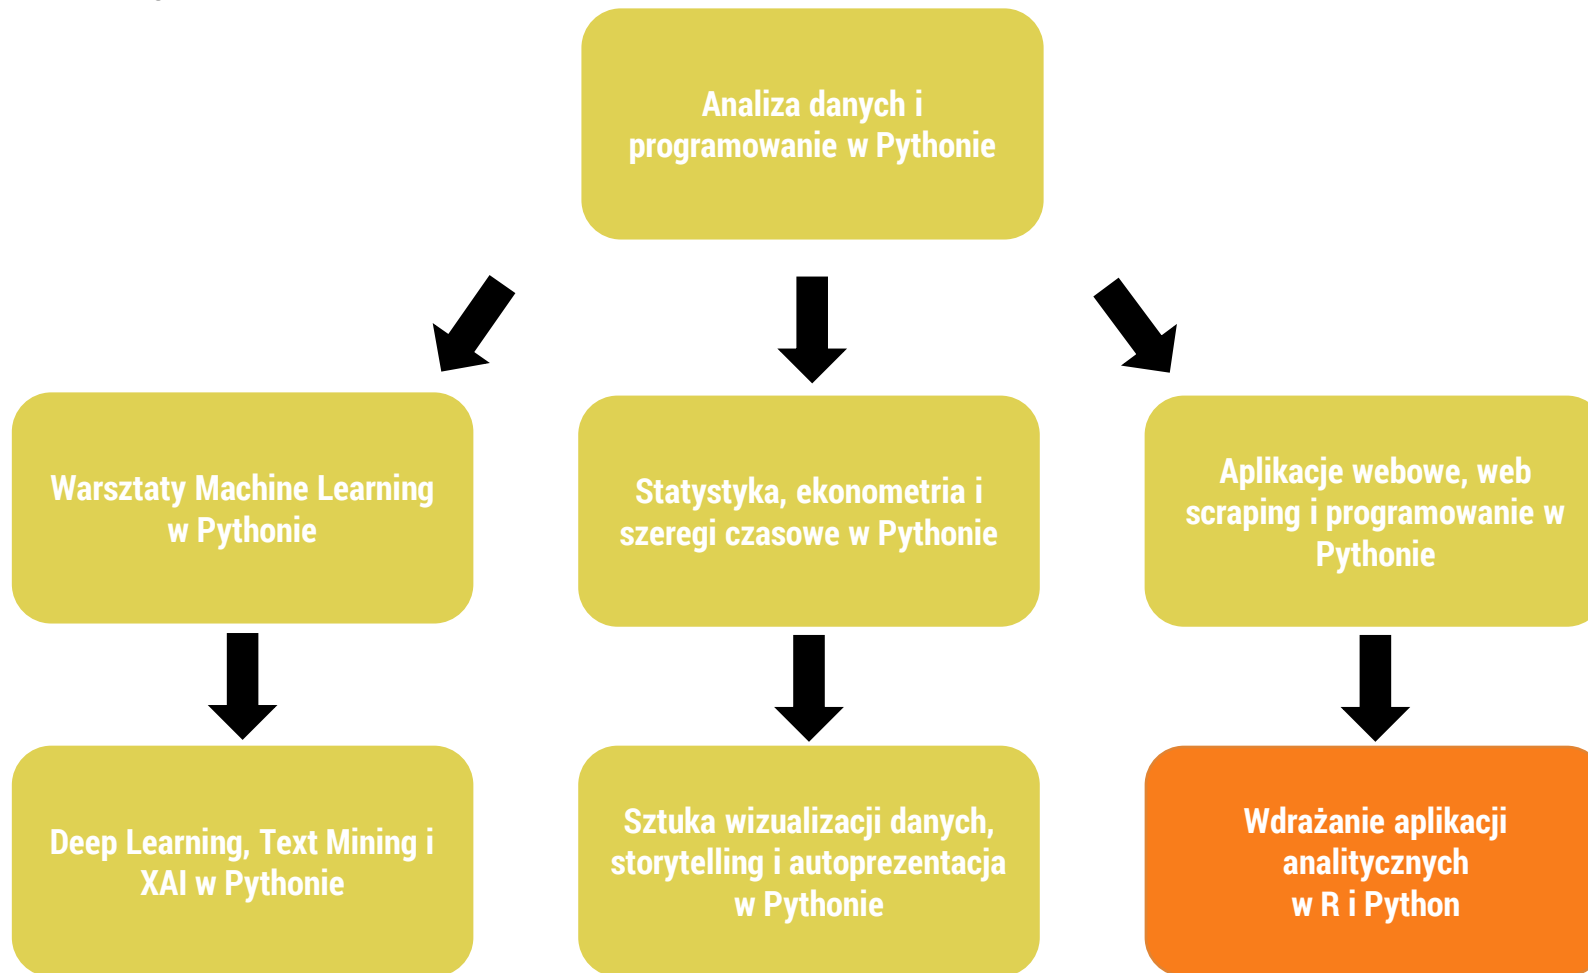 Analiza danych i
programowanie w Pythonie
Warsztaty Machine Learning
w Pythonie
Statystyka, ekonometria i
szeregi czasowe w Pythonie
Aplikacje webowe, web
scraping i programowanie w
Pythonie
Deep Learning, Text Mining i
XAI w Pythonie
Sztuka wizualizacji danych,
storytelling i autoprezentacja
w Pythonie
Wdrażanie aplikacji
analitycznych
w R i Python